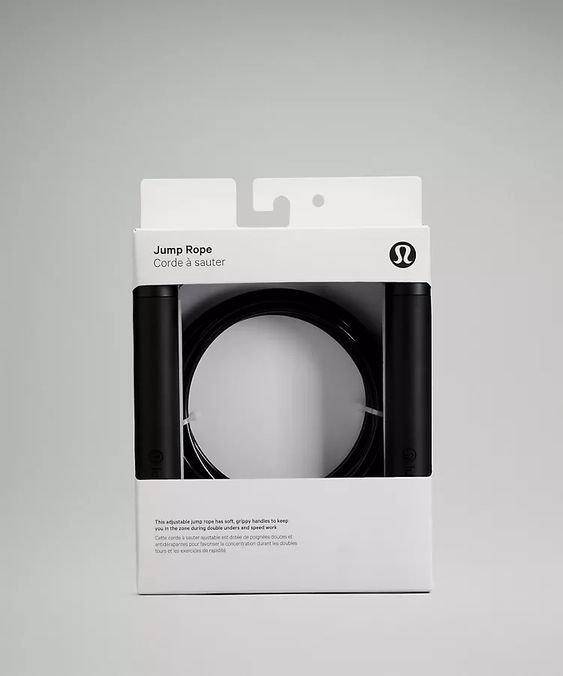 Jump Rope
Corde à sauter
This adjustable jump rope has soft, grippy handles to keep
you in the zone during double unders and speed work
Cette corde à sauter ajustable est dotée de poignées douces et
antidérapantes pour favoriser la concentration durant les doubles
tours et les exercices de rapidité